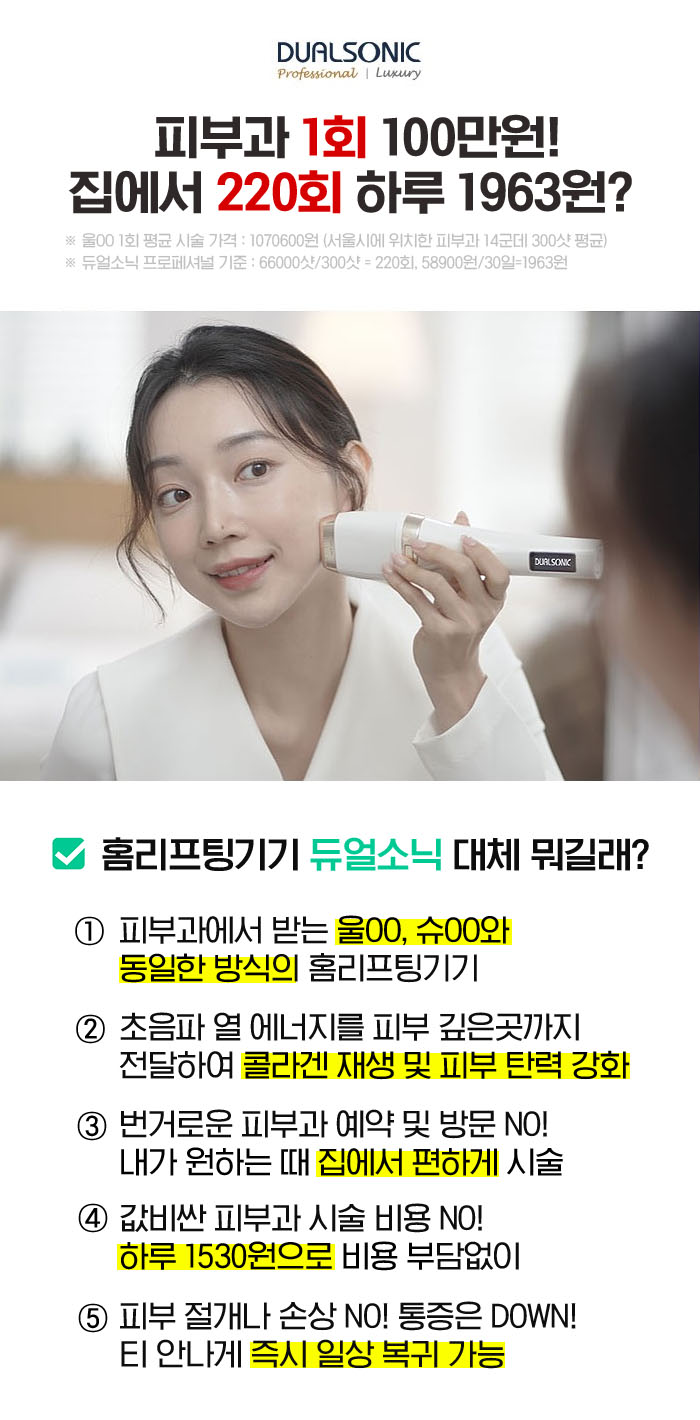 DUALSONIC
Professional | Luxury
피부과 1회 100만원!
집에서 220회 하루 1963원?
※ 울00 1회 평균 시술 가격 : 1070600원 (서울시에 위치한 피부과 14군데 300샷 평균)
※ 듀얼소닉 프로페셔널 기준 : 66000샷/300샷 = 220회, 58900원/30일=1963원
DUALSONIC
홈리프팅기기 듀얼소닉 대체 뭐길래?
① 피부과에서 받는 울00, 슈00와
동일한 방식의 홈리프팅기기
② 초음파 열 에너지를 피부 깊은곳까지
전달하여 콜라겐 재생 및 피부 탄력 강화
③ 번거로운 피부과 예약 및 방문 NO!
내가 원하는 때 집에서 편하게 시술
④ 값비싼 피부과 시술 비용 NO!
하루 1530원으로 비용 부담없이
⑤ 피부 절개나 손상 NO! 통증은 DOWN!
티 안나게 즉시 일상 복귀 가능